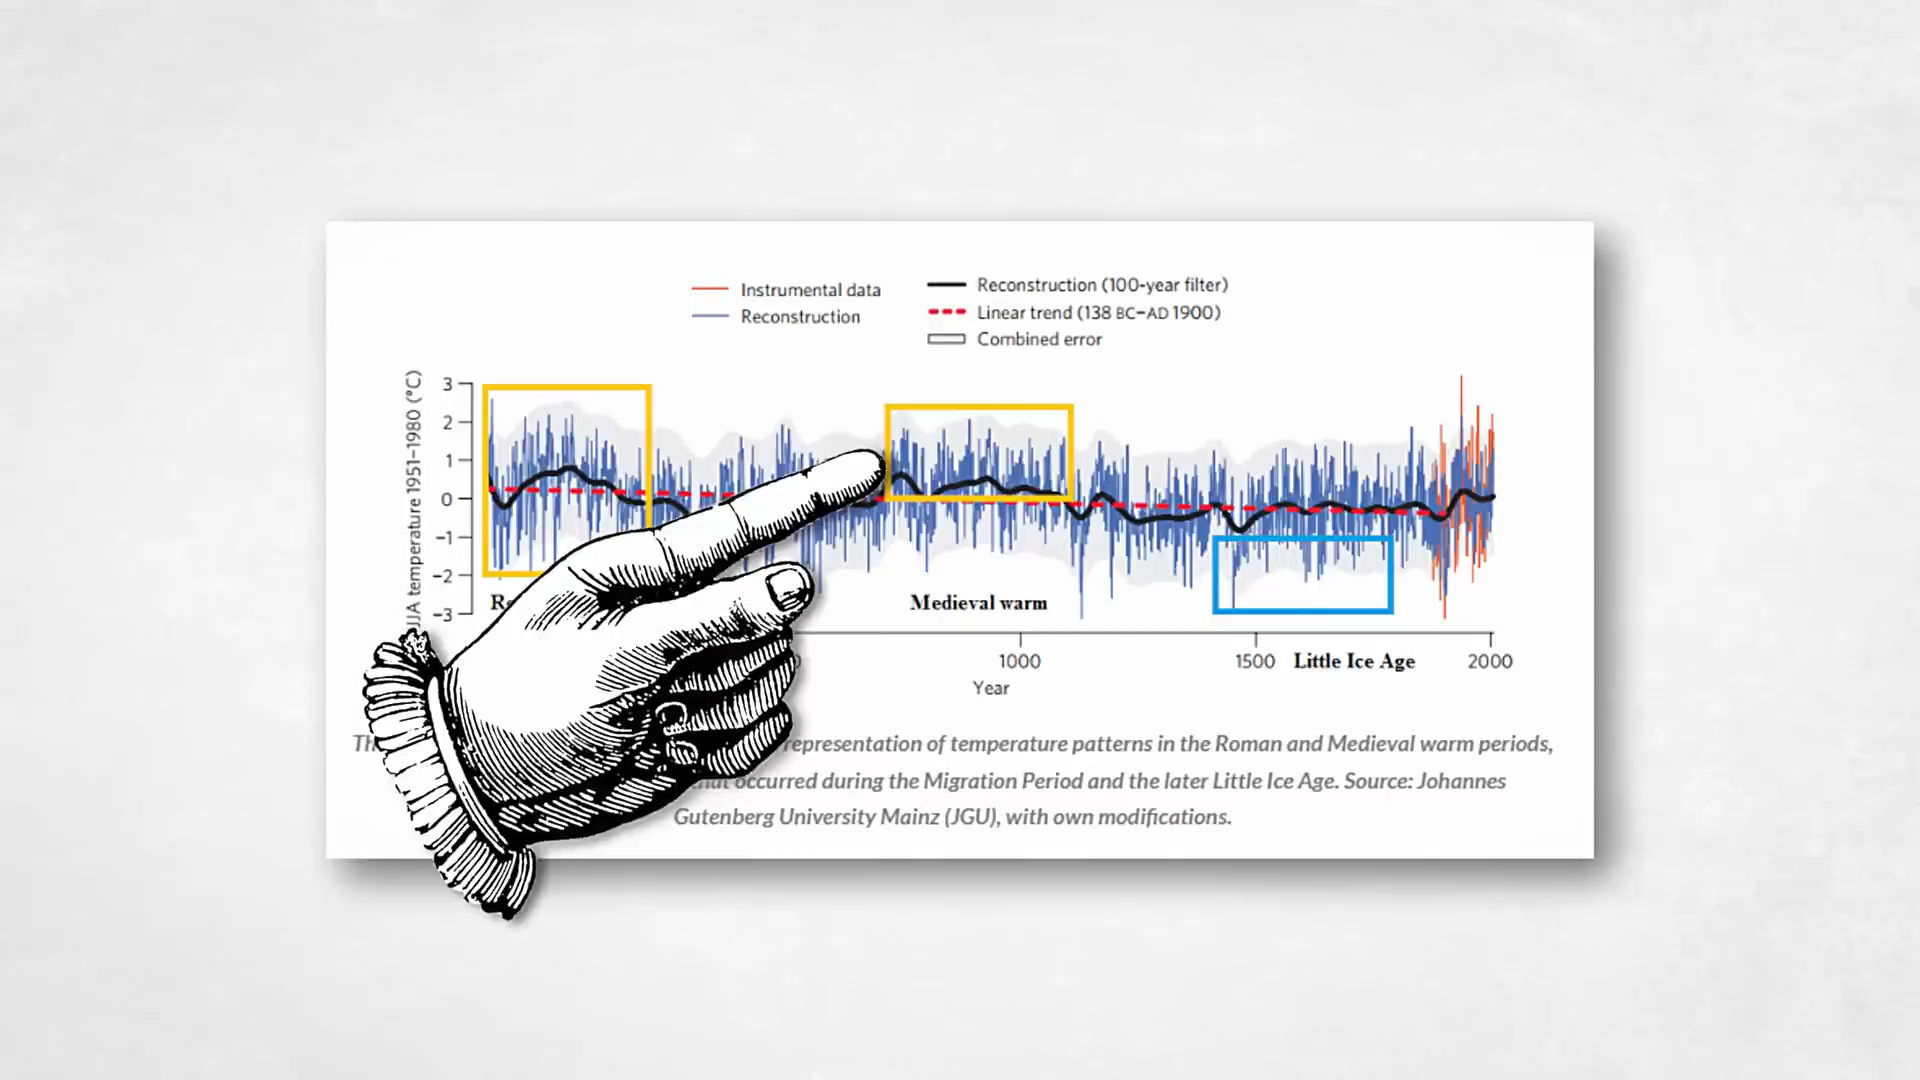 Instrumental data
Reconstruction
Reconstruction (100-year filter)
Linear trend (138 BC–AD 1900)
Combined error
JJA temperature 1951–1980 (°C)
3
2
1
0
-1
-2
-3
Medieval warm
1000
1500
Little Ice Age
2000
Year
representation of temperature patterns in the Roman and Medieval warm periods,
occurred during the Migration Period and the later Little Ice Age. Source: Johannes
Gutenberg University Mainz (JGU), with own modifications.